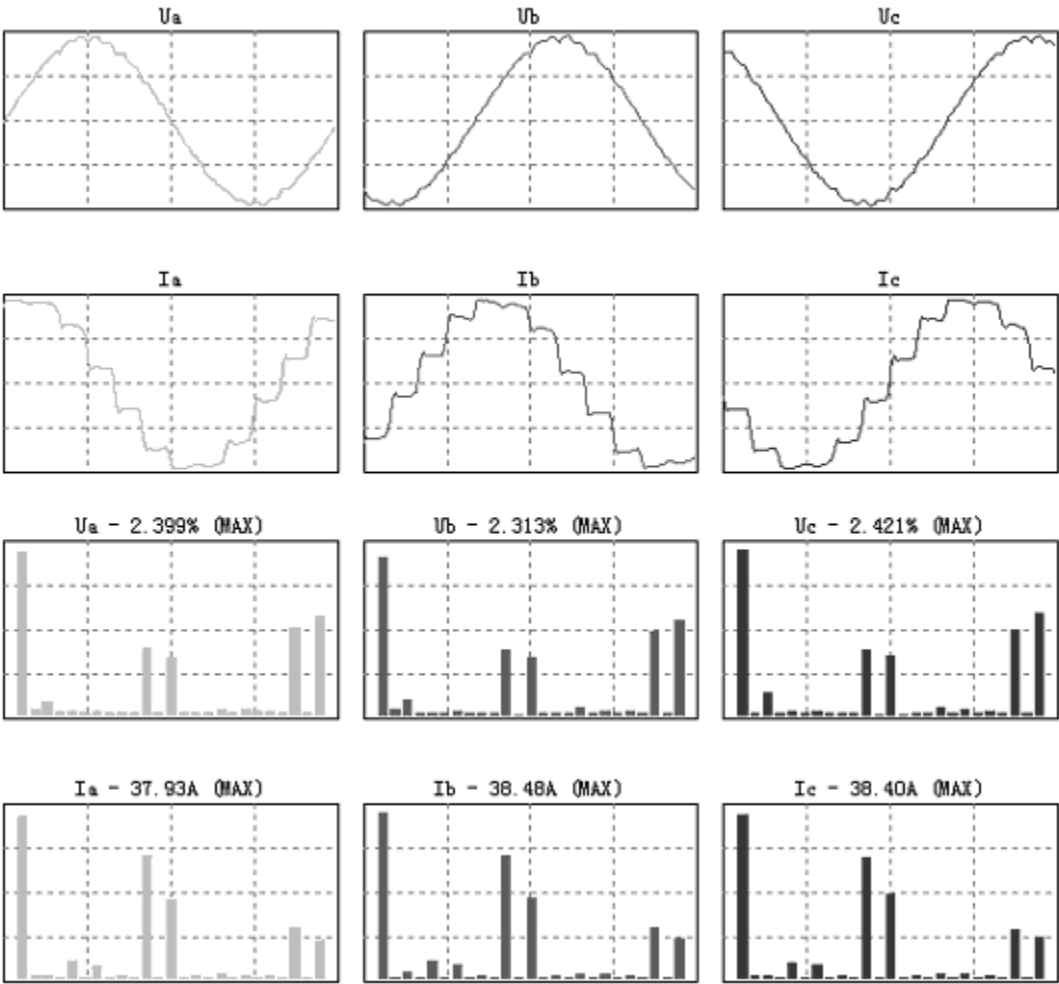 Ua Ub Uc
Ia Ib Ic
Ua - 2.399% (MAX) Ub - 2.313% (MAX) Uc - 2.421% (MAX)
Ia - 37.93A (MAX) Ib - 38.48A (MAX) Ic - 38.40A (MAX)